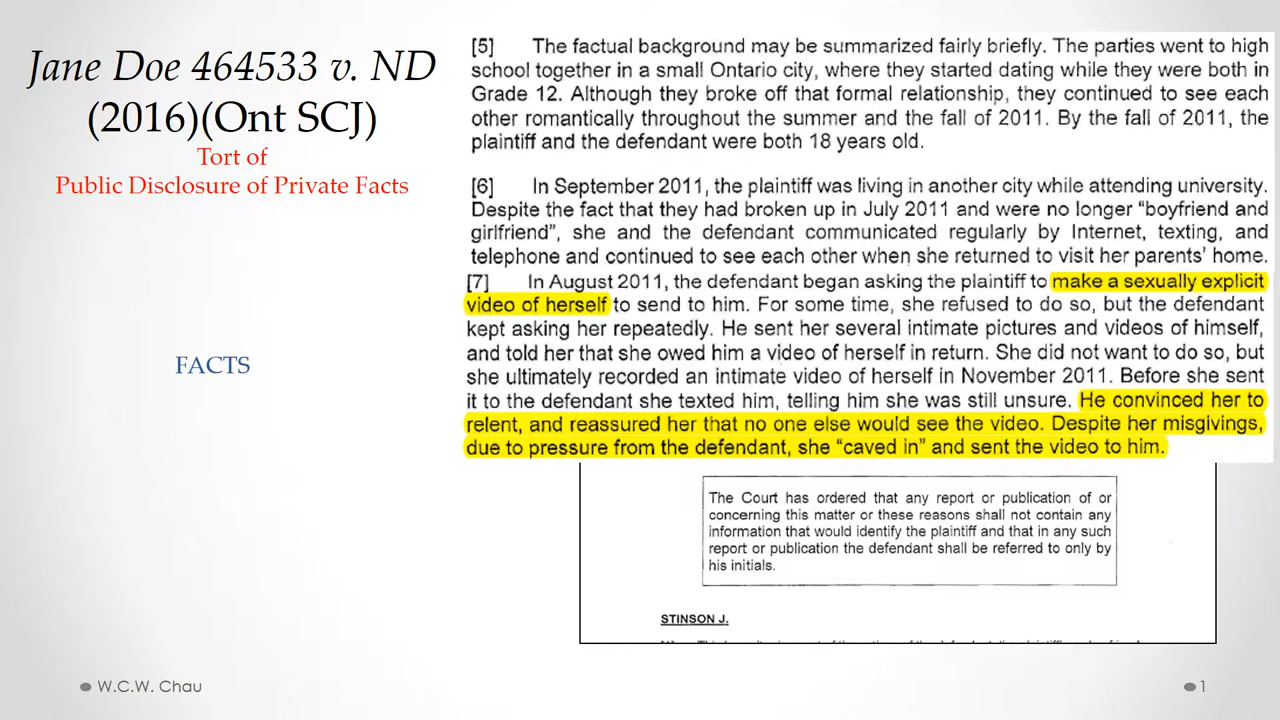 Jane Doe 464533 v. ND
(2016)(Ont SCJ)
Tort of
Public Disclosure of Private Facts
FACTS
[5] The factual background may be summarized fairly briefly. The parties went to high
school together in a small Ontario city, where they started dating while they were both in
Grade 12. Although they broke off that formal relationship, they continued to see each
other romantically throughout the summer and the fall of 2011. By the fall of 2011, the
plaintiff and the defendant were both 18 years old.
[6] In September 2011, the plaintiff was living in another city while attending university.
Despite the fact that they had broken up in July 2011 and were no longer “boyfriend and
girlfriend”, she and the defendant communicated regularly by Internet, texting, and
telephone and continued to see each other when she returned to visit her parents’ home.
[7] In August 2011, the defendant began asking the plaintiff to make a sexually explicit
video of herself to send to him. For some time, she refused to do so, but the defendant
kept asking her repeatedly. He sent her several intimate pictures and videos of himself,
and told her that she owed him a video of herself in return. She did not want to do so, but
she ultimately recorded an intimate video of herself in November 2011. Before she sent
it to the defendant she texted him, telling him she was still unsure. He convinced her to
relent, and reassured her that no one else would see the video. Despite her misgivings,
due to pressure from the defendant, she “caved in” and sent the video to him.
The Court has ordered that any report or publication of or
concerning this matter or these reasons shall not contain any
information that would identify the plaintiff and that in any such
report or publication the defendant shall be referred to only by
his initials.
STINSON J.
W.C.W. Chau
1